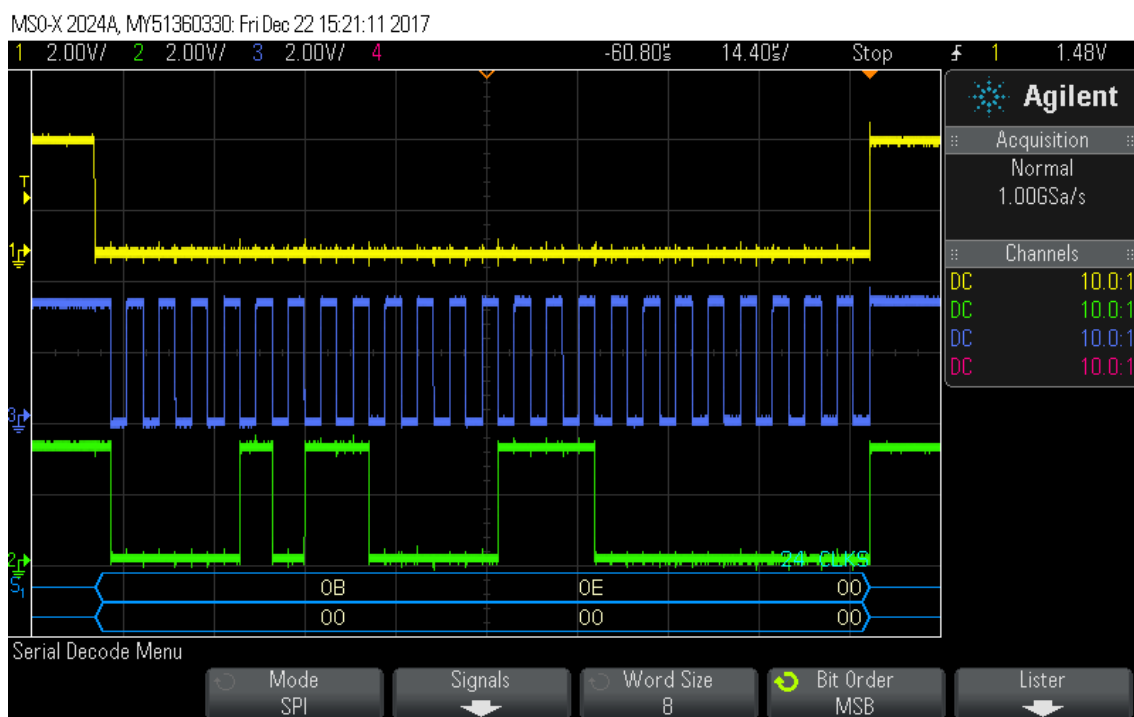 MSO-X 2024A, MY51360330: Fri Dec 22 15:21:11 2017
1 2.00V/ 2 2.00V/ 3 2.00V/ 4 -60.80µs 14.40µs/ Stop 1 1.48V
Agilent
Acquisition
Normal
1.00GSa/s
Channels
DC 10.0:1
DC 10.0:1
DC 10.0:1
DC 10.0:1
T
1
3
2
24 CLKS
S1
0B 0E 00
00 00 00
Serial Decode Menu
Mode Signals Word Size Bit Order Lister
SPI 8 MSB